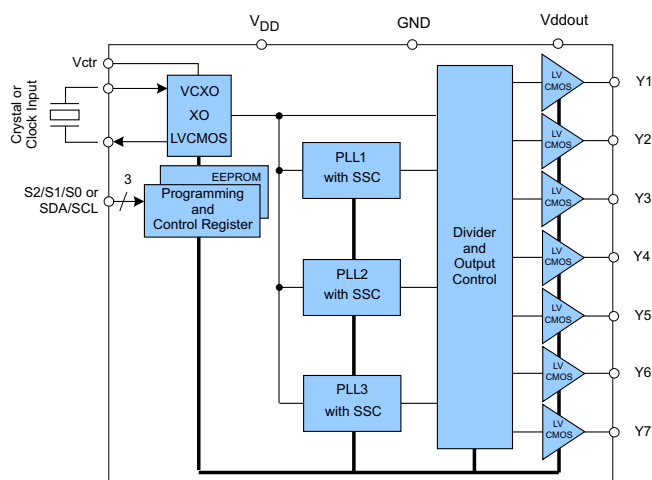 VDD
GND
Vddout
Vctr
Crystal or
Clock Input
VCXO
XO
LVCMOS
S2/S1/S0 or
SDA/SCL
3
EEPROM
Programming
and
Control Register
PLL1
with SSC
PLL2
with SSC
PLL3
with SSC
Divider
and
Output
Control
LV
CMOS
Y1
LV
CMOS
Y2
LV
CMOS
Y3
LV
CMOS
Y4
LV
CMOS
Y5
LV
CMOS
Y6
LV
CMOS
Y7